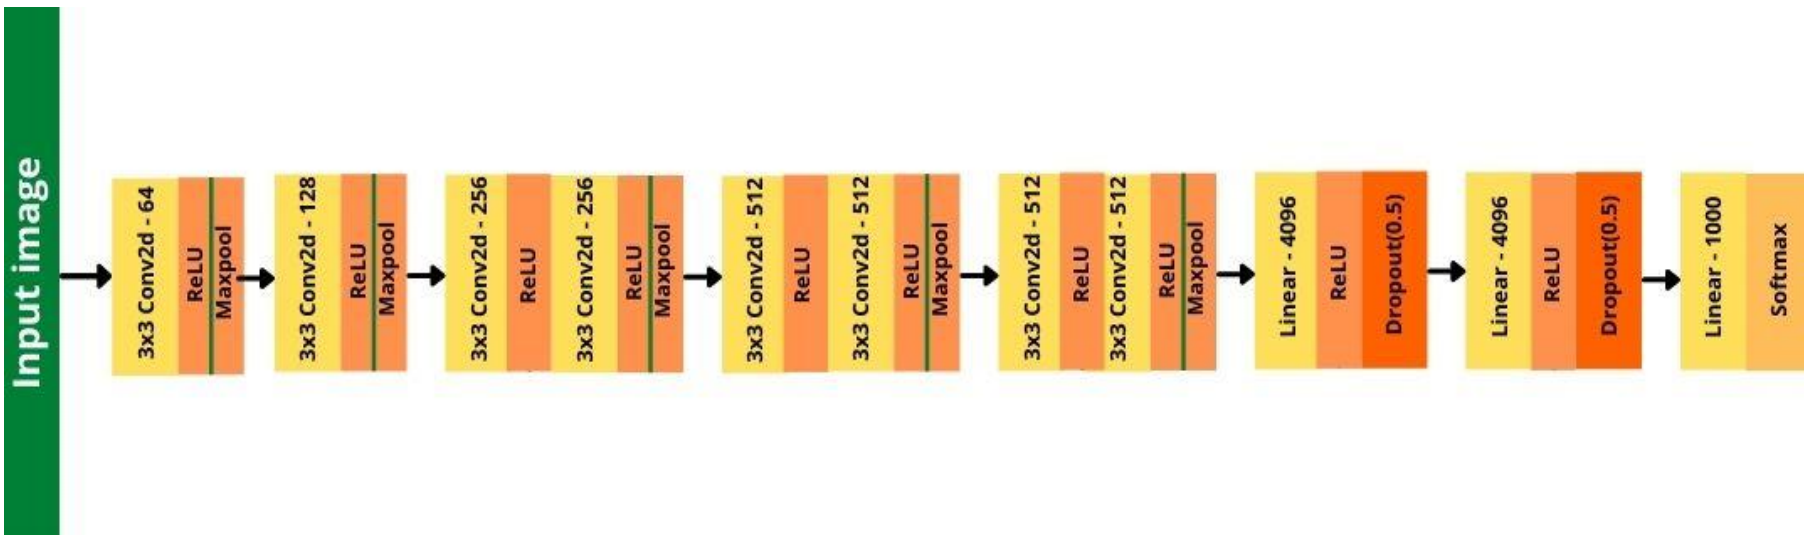 Input image
3x3 Conv2d - 64
ReLU
Maxpool
3x3 Conv2d - 128
ReLU
Maxpool
3x3 Conv2d - 256
ReLU
3x3 Conv2d - 256
ReLU
Maxpool
3x3 Conv2d - 512
ReLU
3x3 Conv2d - 512
ReLU
Maxpool
3x3 Conv2d - 512
ReLU
3x3 Conv2d - 512
ReLU
Maxpool
Linear - 4096
ReLU
Dropout(0.5)
Linear - 4096
ReLU
Dropout(0.5)
Linear - 1000
Softmax